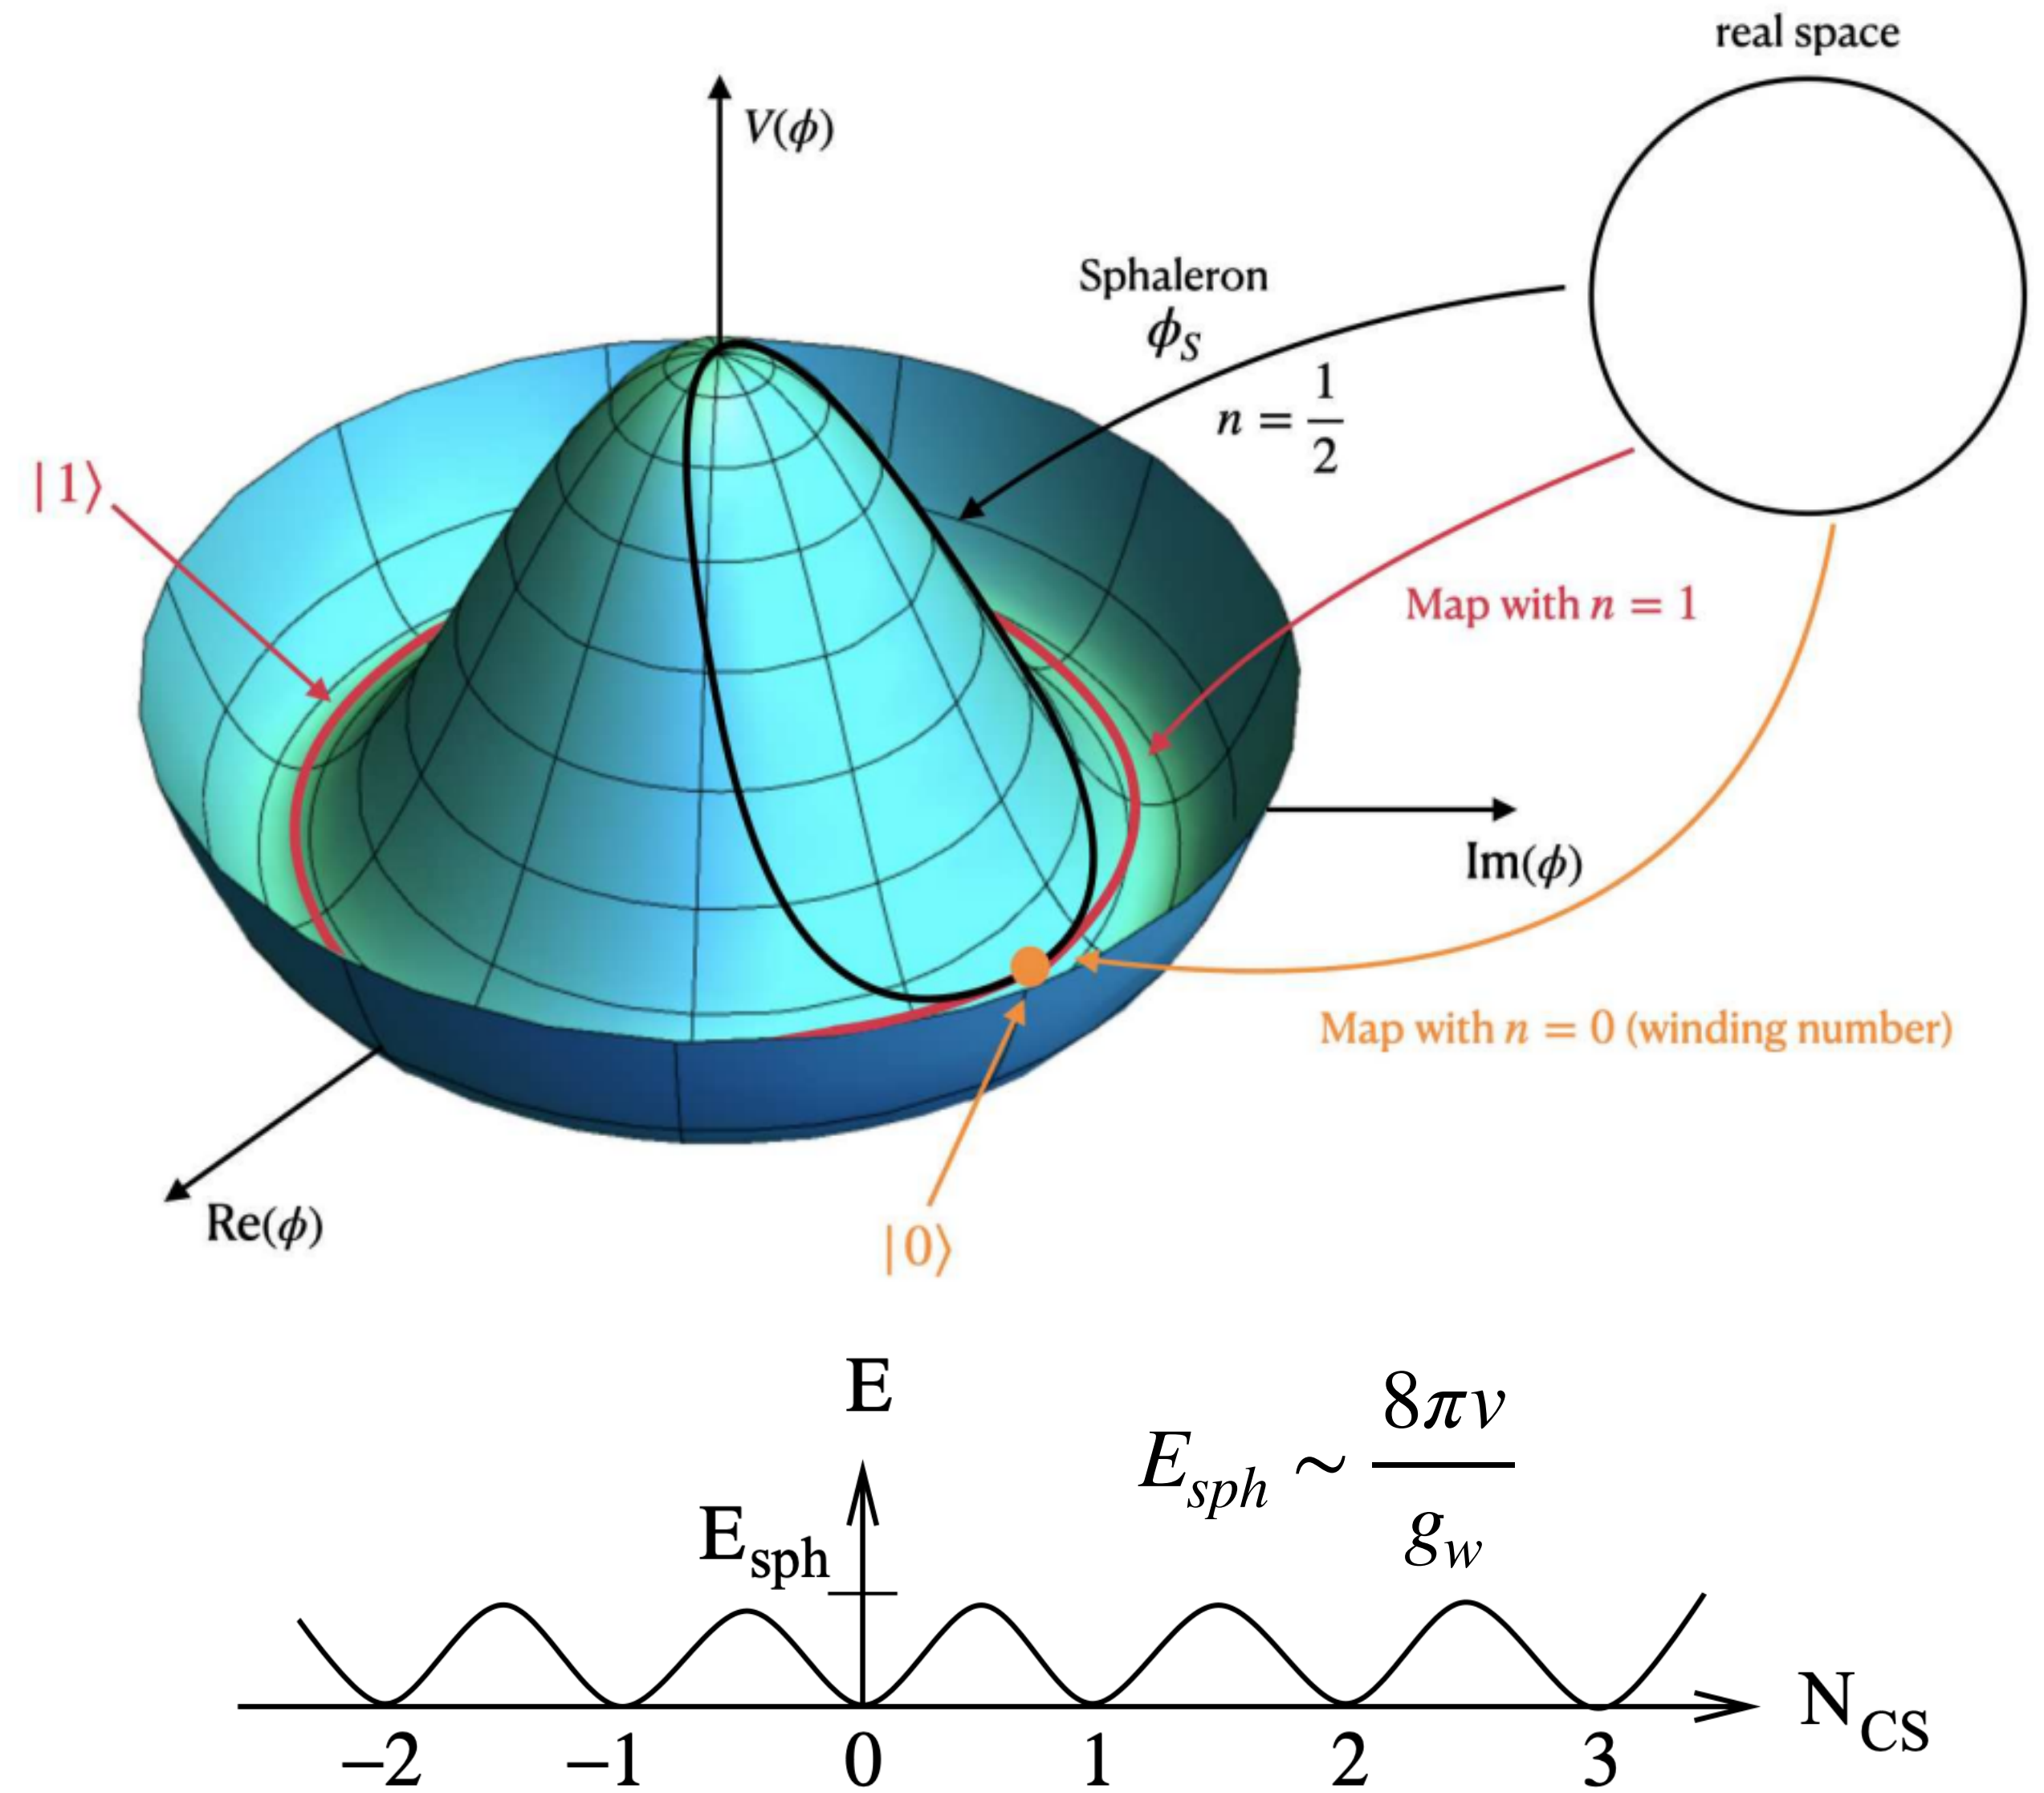 real space
V(ϕ)
Sphaleron
ϕ_S
n = 1/2
|1⟩
Map with n = 1
Im(ϕ)
Map with n = 0 (winding number)
Re(ϕ)
|0⟩
E
E_sph ∼ 8πv/g_w
E_sph
N_CS
−2 −1 0 1 2 3